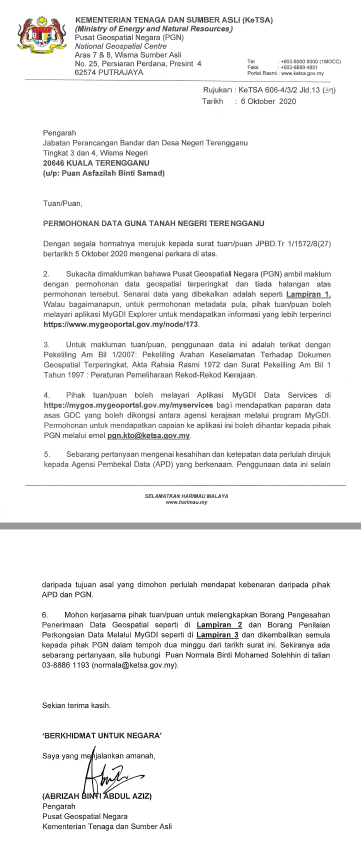 KEMENTERIAN TENAGA DAN SUMBER ASLI (KeTSA)
(Ministry of Energy and Natural Resources)
Pusat Geospatial Negara (PGN)
National Geospatial Centre
Aras 7 & 8, Wisma Sumber Asli
No. 25, Persiaran Perdana, Presint 4
62574 PUTRAJAYA
Tel : +603-8000 8000 (1MOCC)
Faks : +603-8889 4851
Portal Rasmi : www.ketsa.gov.my
Rujukan : KeTSA 606-4/3/2 Jld.13
Tarikh : 6 Oktober 2020
Pengarah
Jabatan Perancangan Bandar dan Desa Negeri Terengganu
Tingkat 3 dan 4, Wisma Negeri
20646 KUALA TERENGGANU
(u/p: Puan Asfazilah Binti Samad)
Tuan/Puan,
PERMOHONAN DATA GUNA TANAH NEGERI TERENGGANU
Dengan segala hormatnya merujuk kepada surat tuan/puan JPBD.Tr 1/1572/8(27)
bertarikh 5 Oktober 2020 mengenai perkara di atas.
2. Sukacita dimaklumkan bahawa Pusat Geospatial Negara (PGN) ambil maklum
dengan permohonan data geospatial terperingkat dan tiada halangan atas
permohonan tersebut. Senarai data yang dibekalkan adalah seperti Lampiran 1.
Walau bagaimanapun, untuk permohonan metadata pula, pihak tuan/puan boleh
melayari aplikasi MyGDI Explorer untuk mendapatkan informasi yang lebih terperinci
https://www.mygeoportal.gov.my/node/173.
3. Untuk makluman tuan/puan, penggunaan data ini adalah terikat dengan
Pekeliling Am Bil 1/2007: Pekeliling Arahan Keselamatan Terhadap Dokumen
Geospatial Terperingkat, Akta Rahsia Rasmi 1972 dan Surat Pekeliling Am Bil 1
Tahun 1997 : Peraturan Pemeliharaan Rekod-Rekod Kerajaan.
4. Pihak tuan/puan boleh melayari Aplikasi MyGDI Data Services di
https://mygos.mygeoportal.gov.my/myservices bagi mendapatkan paparan data
asas GDC yang boleh dikongsi antara agensi kerajaan melalui program MyGDI.
Permohonan untuk mendapatkan capaian ke aplikasi ini boleh dihantar kepada pihak
PGN melalui emel pgn.kto@ketsa.gov.my.
5. Sebarang pertanyaan mengenai kesahihan dan ketepatan data perlulah dirujuk
kepada Agensi Pembekal Data (APD) yang berkenaan. Penggunaan data ini selain
SELAMATKAN HARIMAU MALAYA
www.harimau.my
daripada tujuan asal yang dimohon perlulah mendapat kebenaran daripada pihak
APD dan PGN.
6. Mohon kerjasama pihak tuan/puan untuk melengkapkan Borang Pengesahan
Penerimaan Data Geospatial seperti di Lampiran 2 dan Borang Penilaian
Perkongsian Data Melalui MyGDI seperti di Lampiran 3 dan dikembalikan semula
kepada pihak PGN dalam tempoh dua minggu dari tarikh surat ini. Sekiranya ada
sebarang pertanyaan, sila hubungi Puan Normala Binti Mohamed Solehhin di talian
03-8886 1193 (normala@ketsa.gov.my).
Sekian terima kasih.
'BERKHIDMAT UNTUK NEGARA'
Saya yang menjalankan amanah,
(ABRIZAH BINTI ABDUL AZIZ)
Pengarah
Pusat Geospatial Negara
Kementerian Tenaga dan Sumber Asli